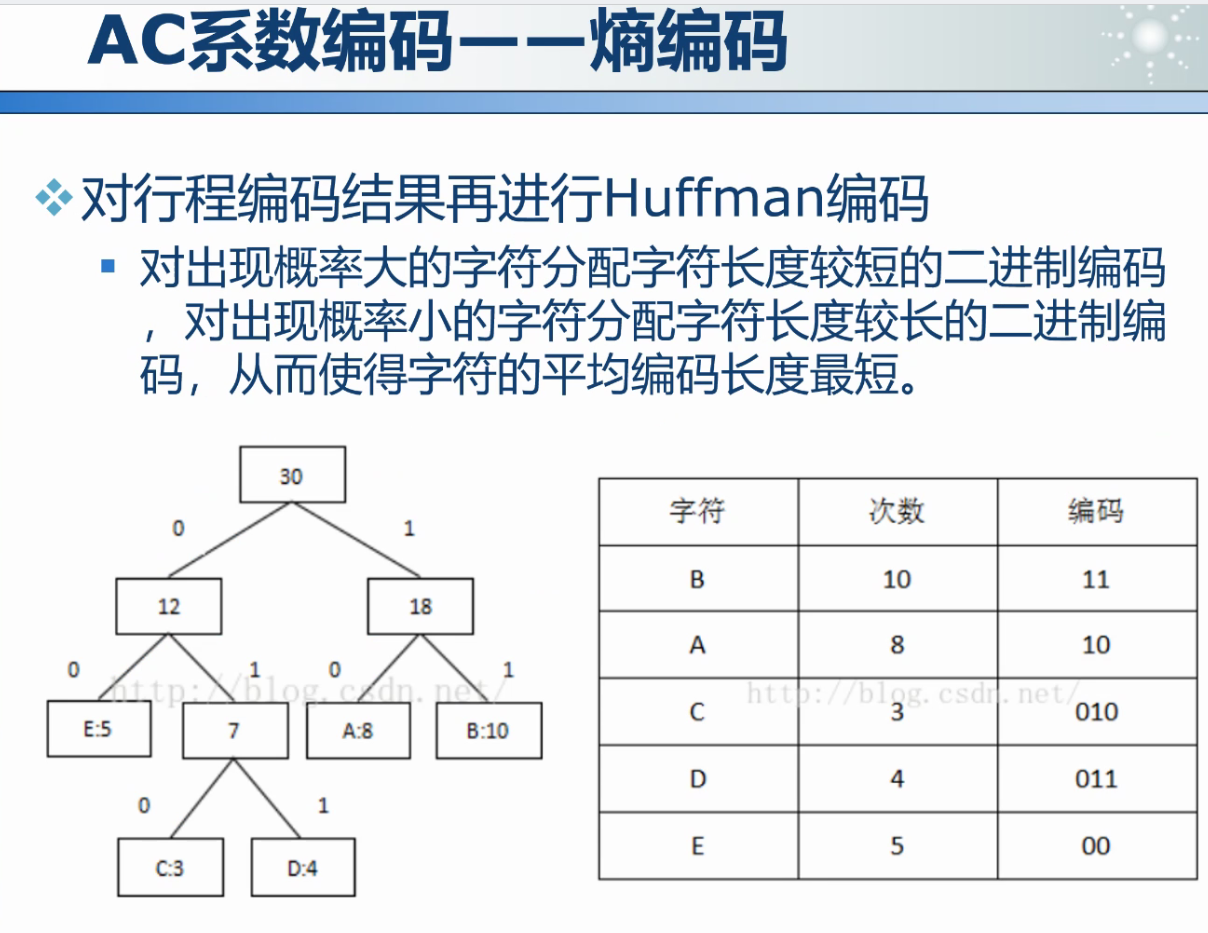 AC系数编码——熵编码
对行程编码结果再进行Huffman编码
对出现概率大的字符分配字符长度较短的二进制编码
，对出现概率小的字符分配字符长度较长的二进制编
码，从而使得字符的平均编码长度最短。
30
0 1
12 18
0 1 0 1
http://blog.csdn.net/
E:5 7 A:8 B:10
0 1
C:3 D:4
字符 次数 编码
B 10 11
A 8 10
http://blog.csdn.net/
C 3 010
D 4 011
E 5 00